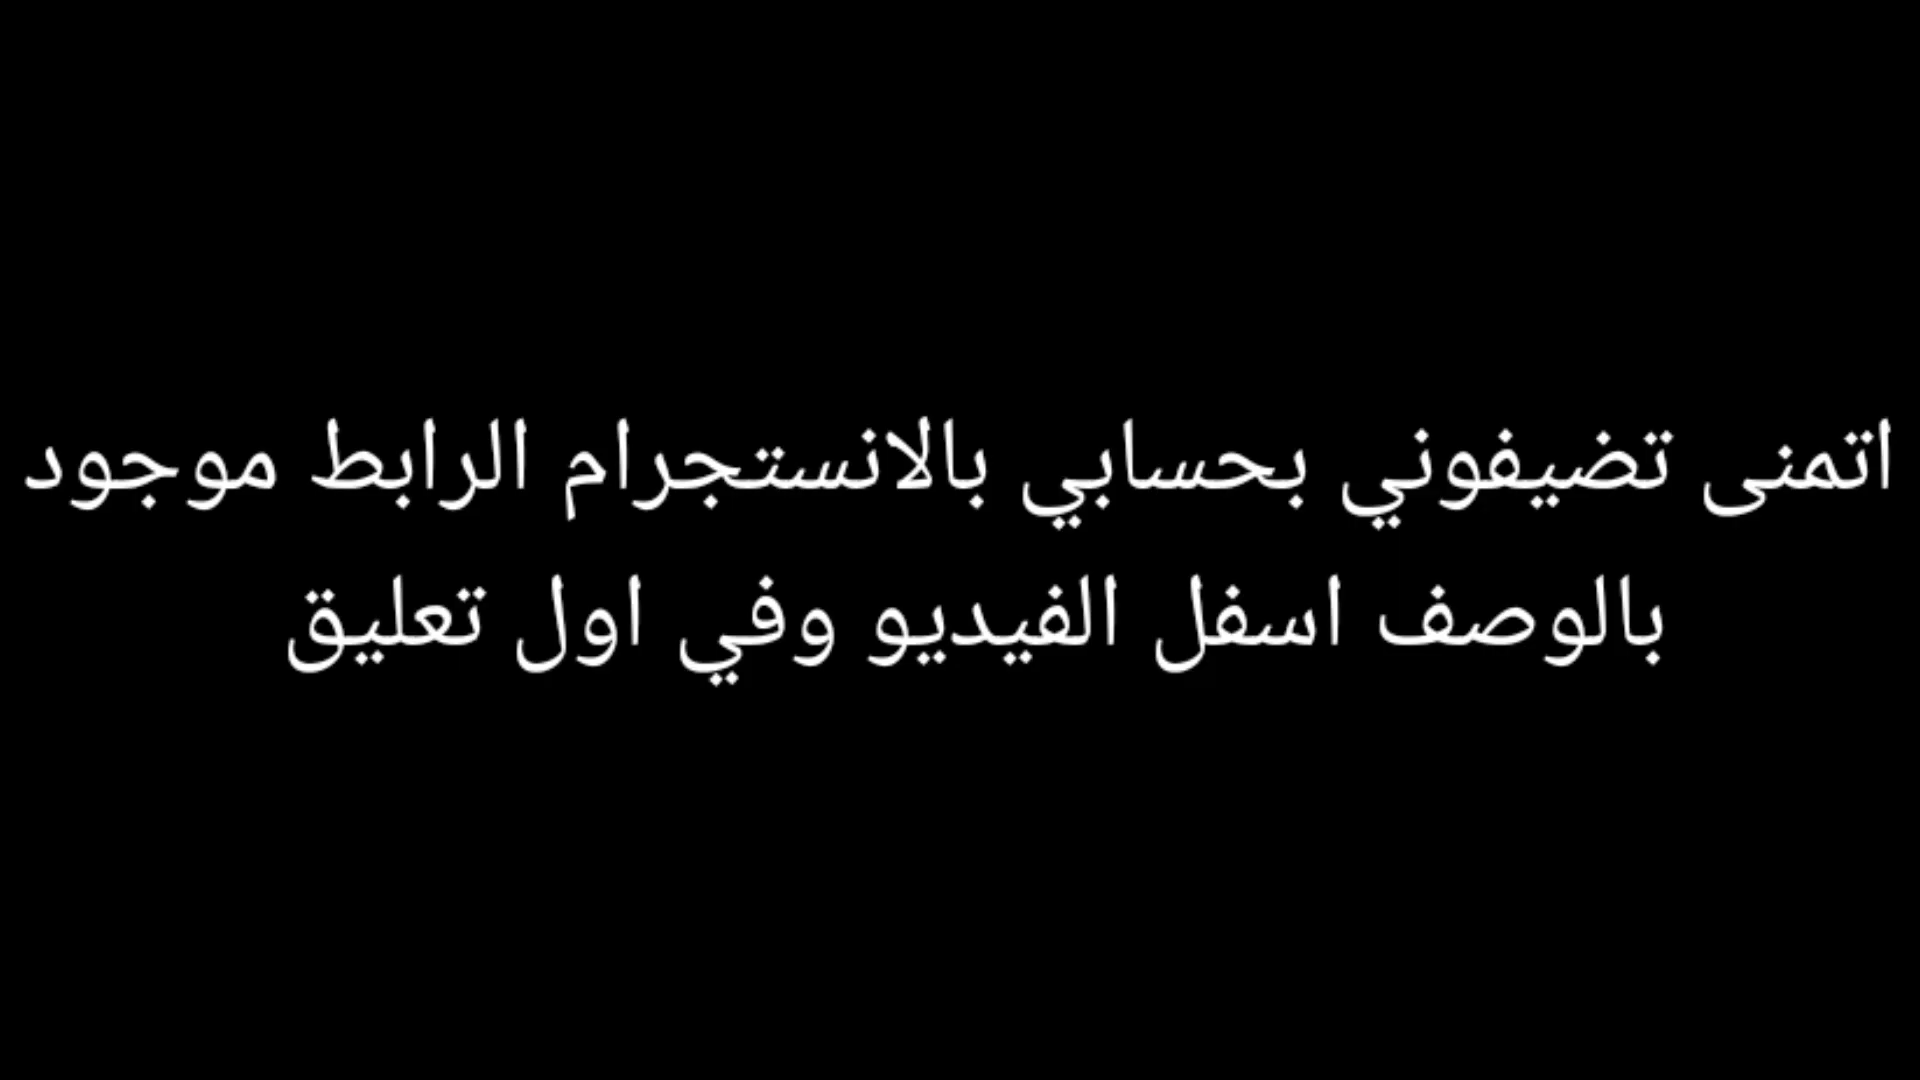 اتمنى تضيفوني بحسابي بالانستجرام الرابط موجود
بالوصف اسفل الفيديو وفي اول تعليق